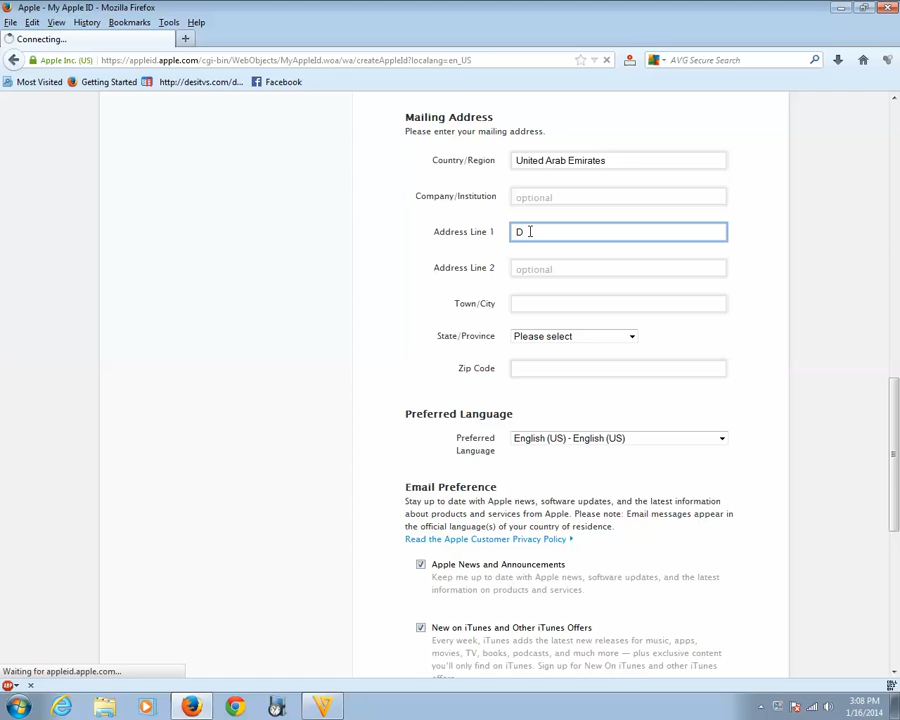 Apple - My Apple ID - Mozilla Firefox
File Edit View History Bookmarks Tools Help
Connecting...
Apple Inc. (US) https://appleid.apple.com/cgi-bin/WebObjects/MyAppleId.woa/wa/createAppleId?localang=en_US AVG Secure Search
Most Visited Getting Started http://desitvs.com/d... Facebook
Mailing Address
Please enter your mailing address.
Country/Region United Arab Emirates
Company/Institution optional
Address Line 1 D
Address Line 2 optional
Town/City
State/Province Please select
Zip Code
Preferred Language
Preferred Language English (US) - English (US)
Email Preference
Stay up to date with Apple news, software updates, and the latest information
about products and services from Apple. Please note: Email messages appear in
the official language(s) of your country of residence.
Read the Apple Customer Privacy Policy
Apple News and Announcements
Keep me up to date with Apple news, software updates, and the latest
information on products and services.
New on iTunes and Other iTunes Offers
Every week, iTunes adds the latest new releases for music, apps,
movies, TV, books, podcasts, and much more — plus exclusive content
you'll only find on iTunes. Sign up for New On iTunes and other iTunes
Waiting for appleid.apple.com...
3:08 PM
1/16/2014